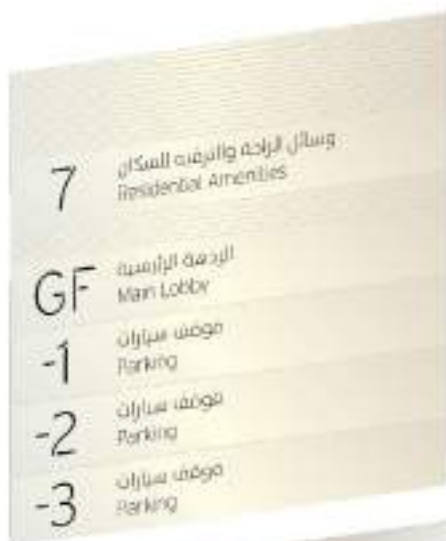 7
وسائل الراحة والترفيه للسكان
Residential Amenities
GF
الردهة الرئيسية
Main Lobby
-1
موقف سيارات
Parking
-2
موقف سيارات
Parking
-3
موقف سيارات
Parking